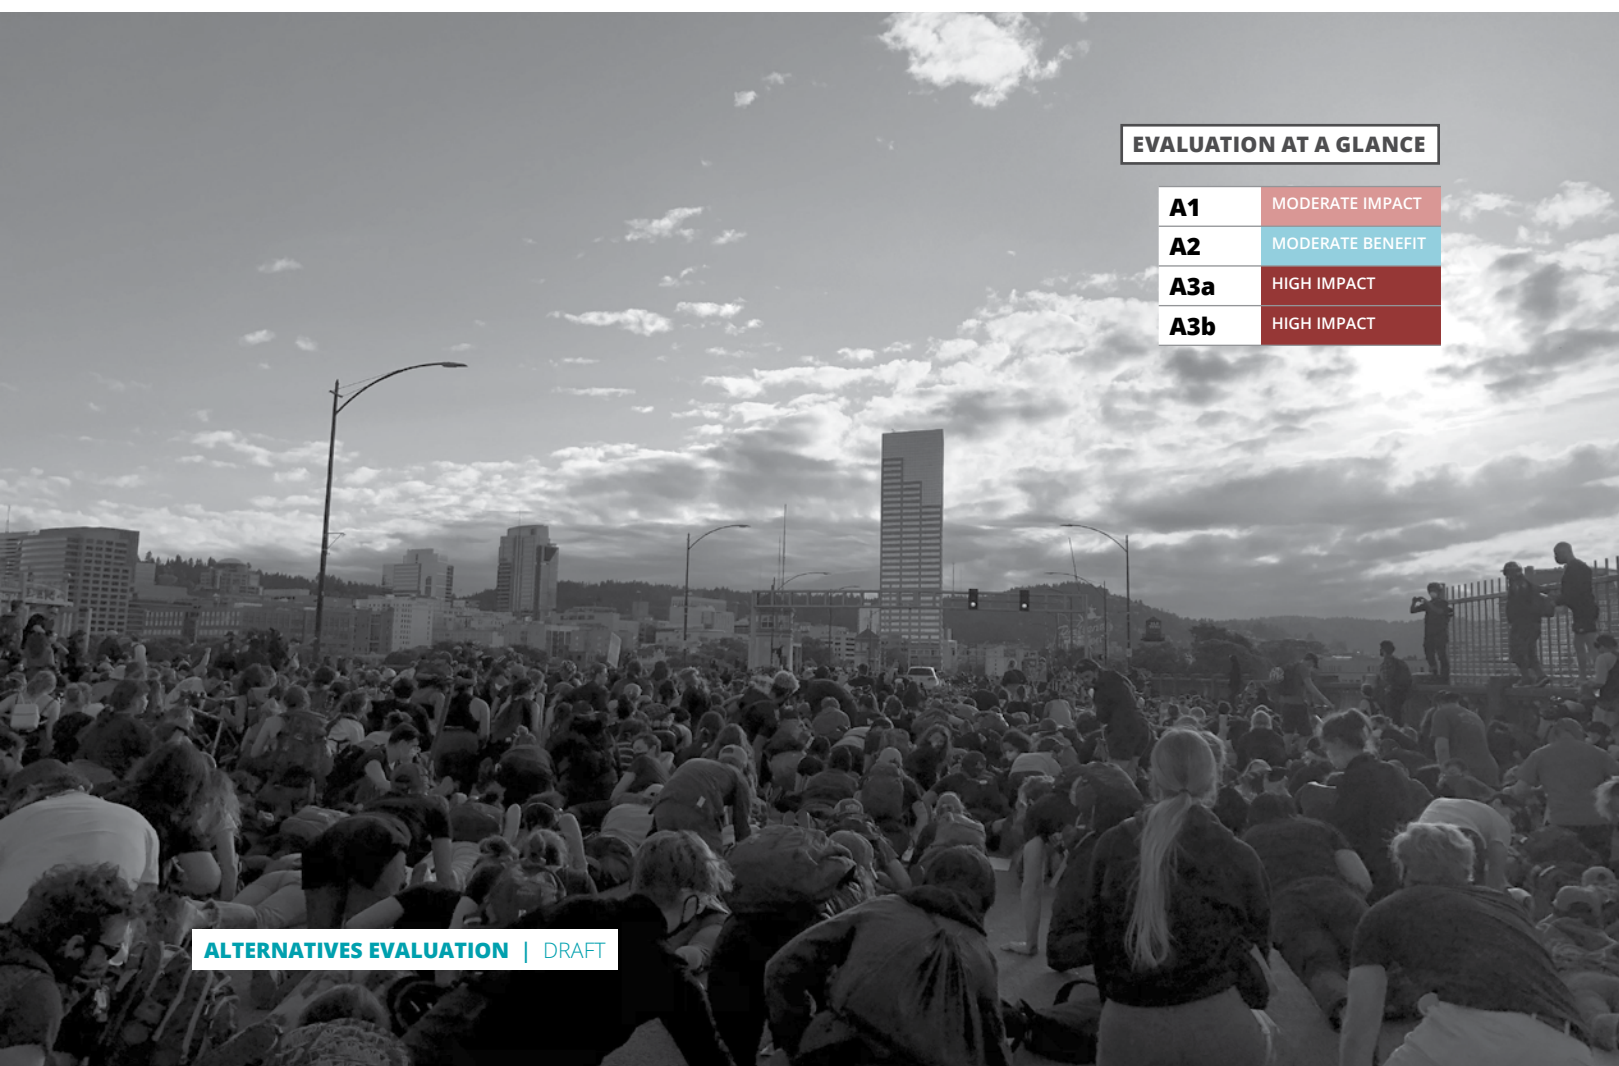 EVALUATION AT A GLANCE
A1 MODERATE IMPACT
A2 MODERATE BENEFIT
A3a HIGH IMPACT
A3b HIGH IMPACT
ALTERNATIVES EVALUATION | DRAFT